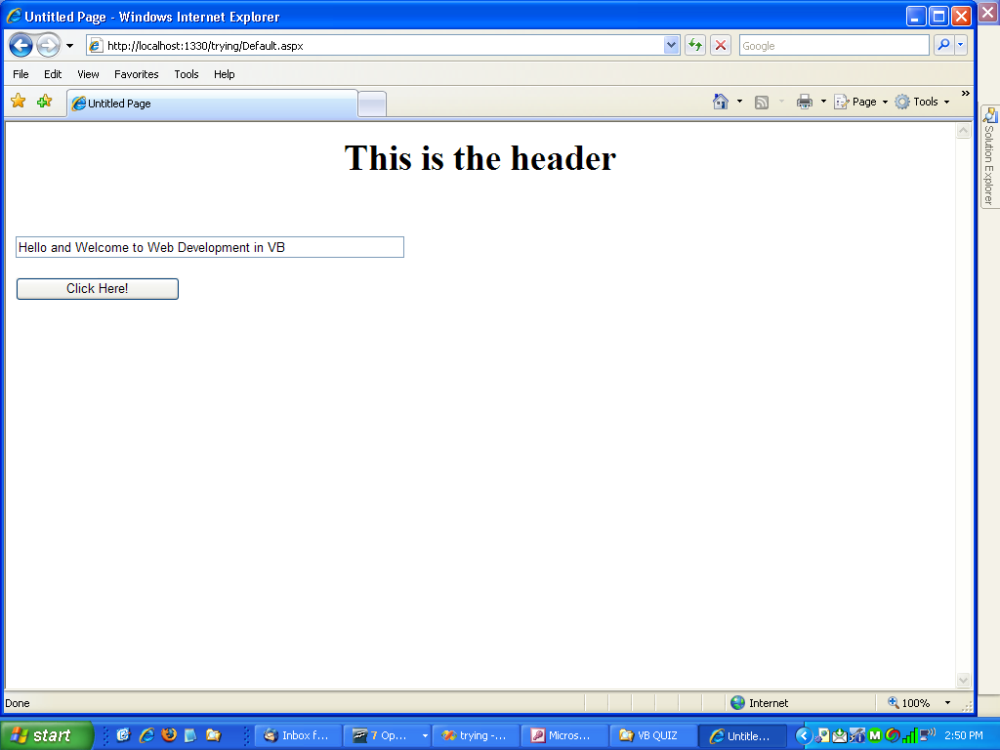 Untitled Page - Windows Internet Explorer
http://localhost:1330/trying/Default.aspx
Google
File Edit View Favorites Tools Help
Untitled Page
Page Tools »
Solution Explorer
This is the header
Hello and Welcome to Web Development in VB
Click Here!
Done Internet 100%
start Inbox f... 7 Op... trying -... Micros... VB QUIZ Untitle... 2:50 PM